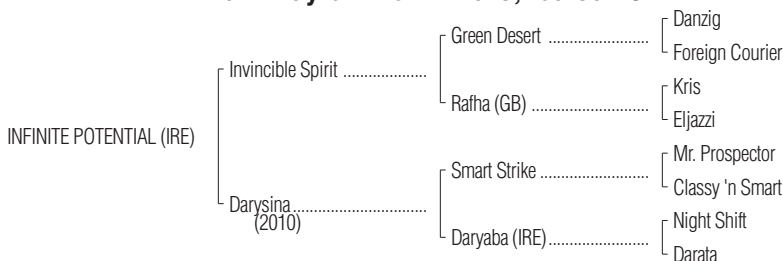 Danzig
Green Desert ....................
Foreign Courier
Invincible Spirit ................
Kris
Rafha (GB) .......................
Eljazzi
INFINITE POTENTIAL (IRE)
Mr. Prospector
Smart Strike .....................
Classy 'n Smart
Darysina ..........................
(2010)
Night Shift
Daryaba (IRE) ...................
Darata